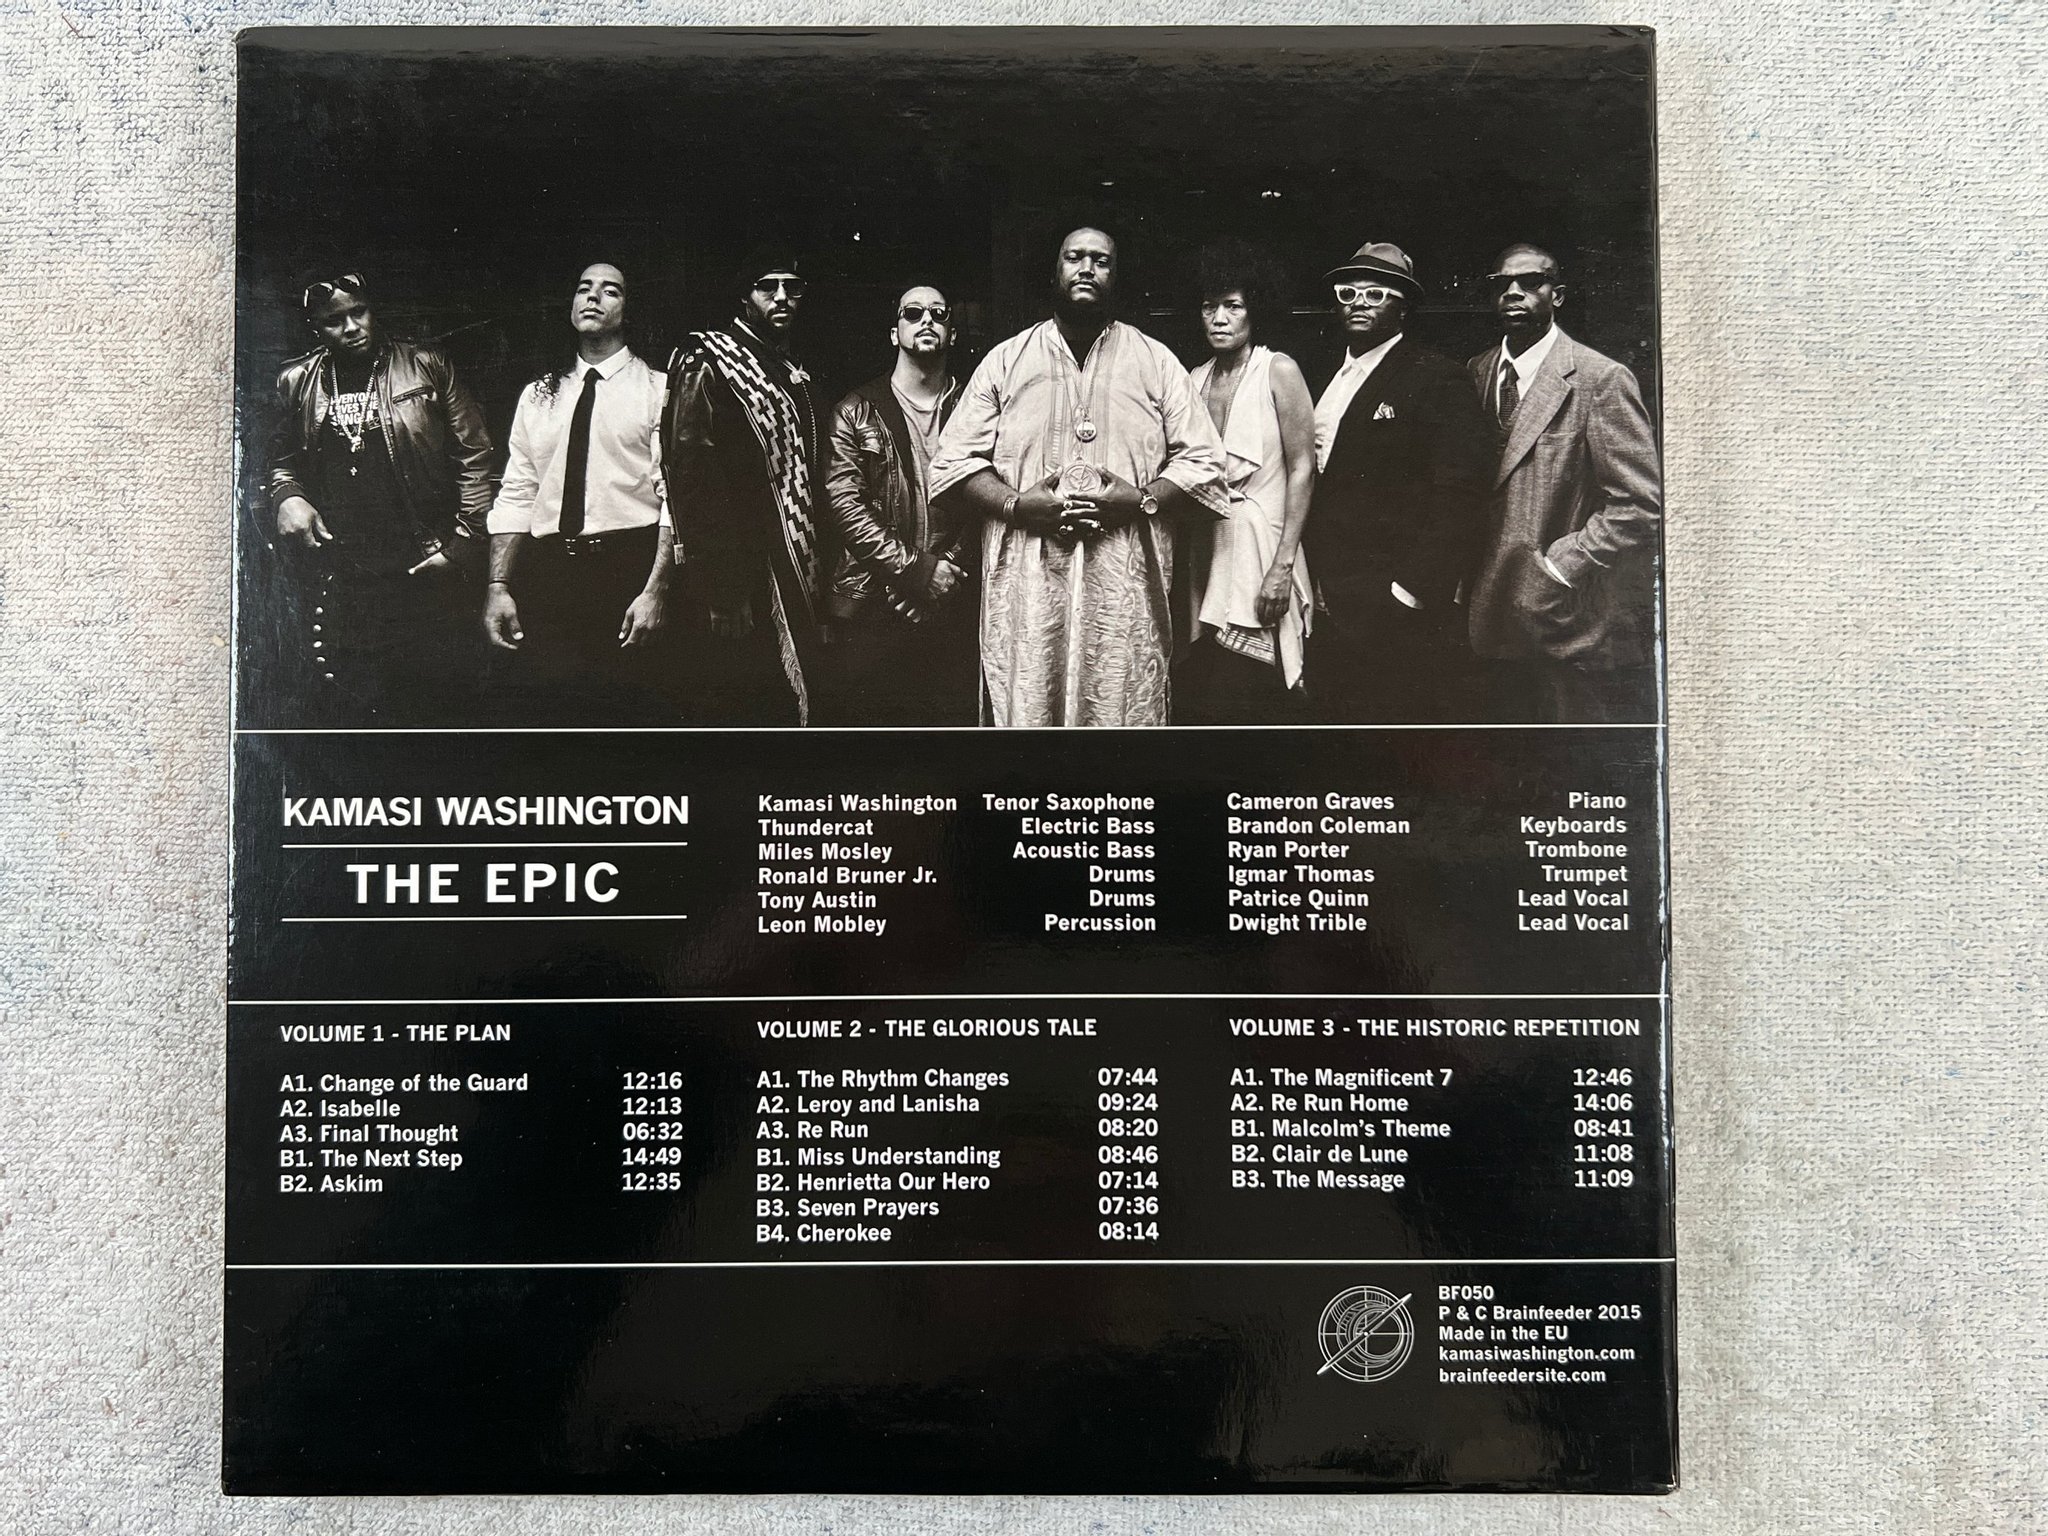 EVERYONE
LOVES THE
KAMASI WASHINGTON
THE EPIC
Kamasi Washington Tenor Saxophone
Thundercat Electric Bass
Miles Mosley Acoustic Bass
Ronald Bruner Jr. Drums
Tony Austin Drums
Leon Mobley Percussion
Cameron Graves Piano
Brandon Coleman Keyboards
Ryan Porter Trombone
Igmar Thomas Trumpet
Patrice Quinn Lead Vocal
Dwight Trible Lead Vocal
VOLUME 1 - THE PLAN
A1. Change of the Guard 12:16
A2. Isabelle 12:13
A3. Final Thought 06:32
B1. The Next Step 14:49
B2. Askim 12:35
VOLUME 2 - THE GLORIOUS TALE
A1. The Rhythm Changes 07:44
A2. Leroy and Lanisha 09:24
A3. Re Run 08:20
B1. Miss Understanding 08:46
B2. Henrietta Our Hero 07:14
B3. Seven Prayers 07:36
B4. Cherokee 08:14
VOLUME 3 - THE HISTORIC REPETITION
A1. The Magnificent 7 12:46
A2. Re Run Home 14:06
B1. Malcolm's Theme 08:41
B2. Clair de Lune 11:08
B3. The Message 11:09
BF050
P & C Brainfeeder 2015
Made in the EU
kamasiwashington.com
brainfeedersite.com